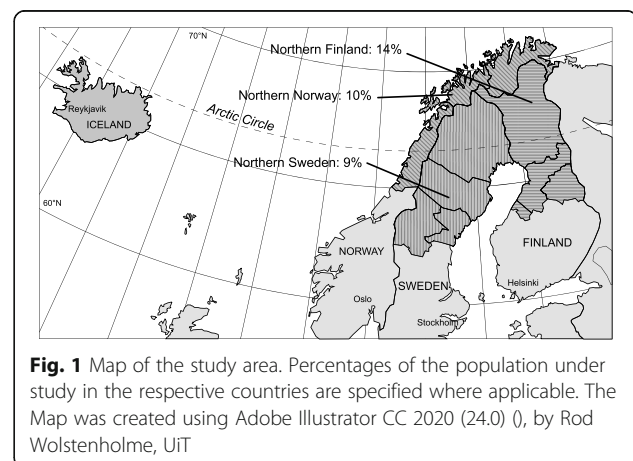 70°N
Northern Finland: 14%
Northern Norway: 10%
Reykjavik
ICELAND
Arctic Circle
Northern Sweden: 9%
60°N
NORWAY
FINLAND
SWEDEN
Helsinki
Oslo
Stockholm
Fig. 1 Map of the study area. Percentages of the population under
study in the respective countries are specified where applicable. The
Map was created using Adobe Illustrator CC 2020 (24.0) (), by Rod
Wolstenholme, UiT